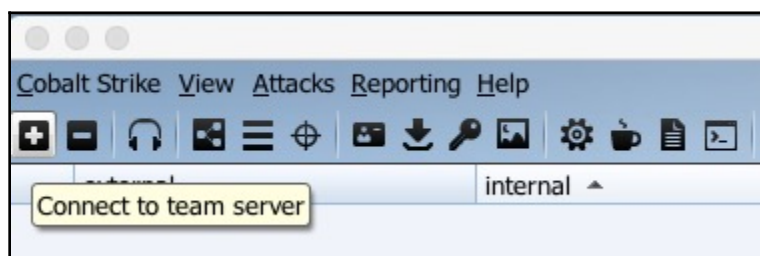 Cobalt Strike View Attacks Reporting Help
internal
Connect to team server